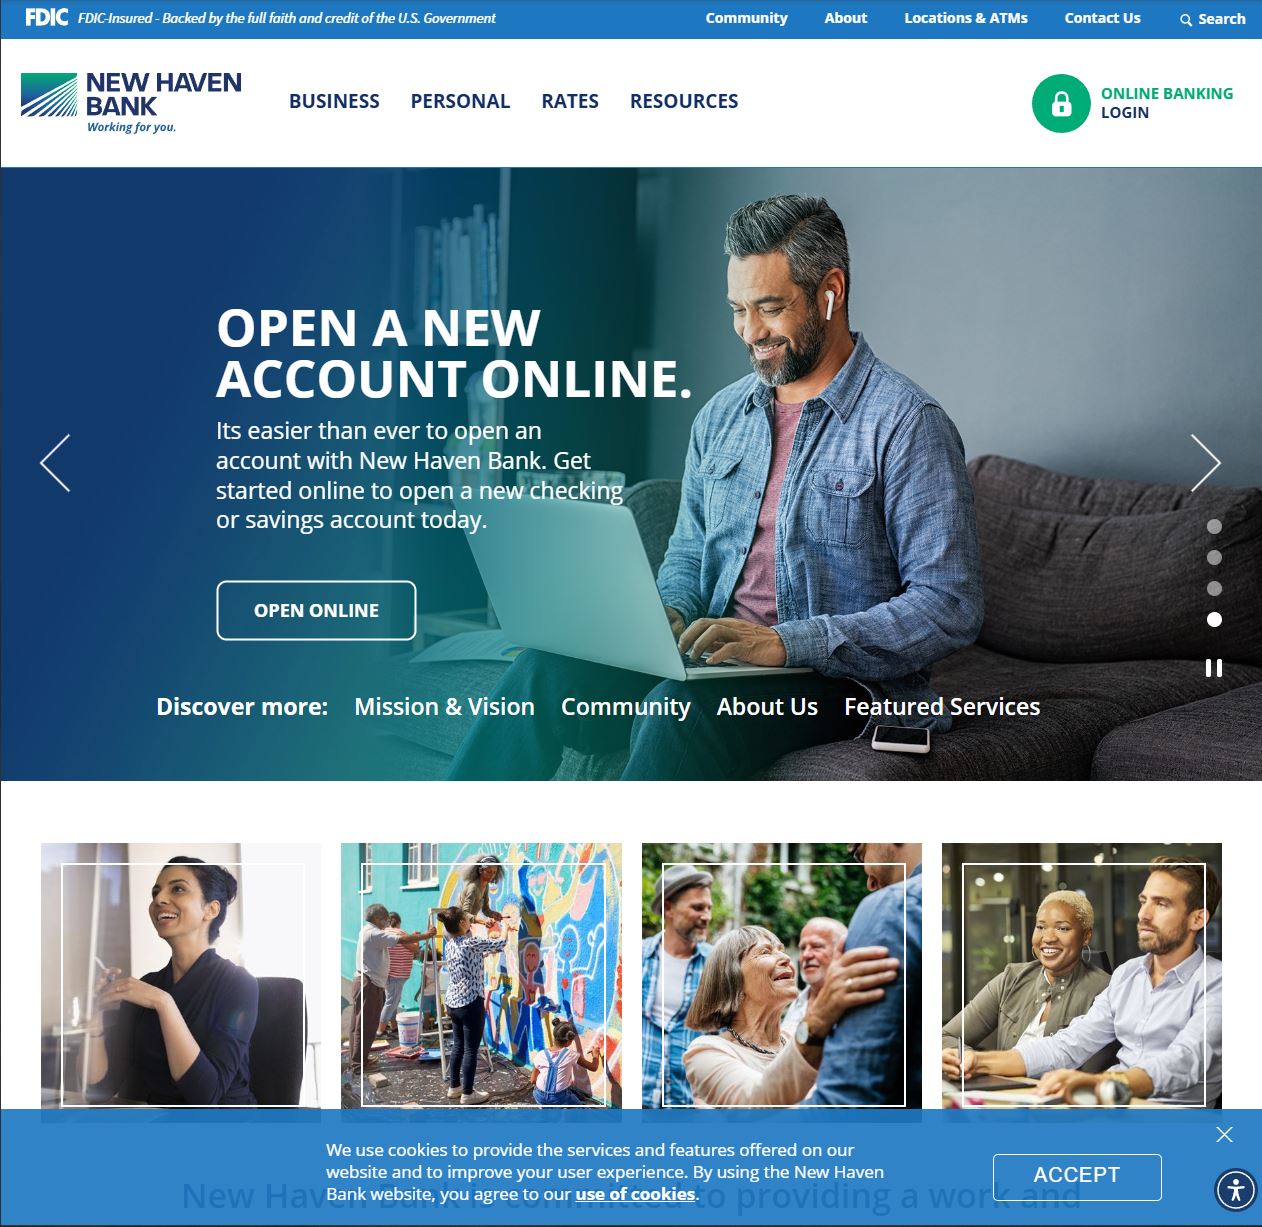 FDIC FDIC-Insured - Backed by the full faith and credit of the U.S. Government
Community About Locations & ATMs Contact Us Search
NEW HAVEN
BANK
Working for you.
BUSINESS PERSONAL RATES RESOURCES
ONLINE BANKING
LOGIN
OPEN A NEW
ACCOUNT ONLINE.
Its easier than ever to open an
account with New Haven Bank. Get
started online to open a new checking
or savings account today.
OPEN ONLINE
Discover more: Mission & Vision Community About Us Featured Services
We use cookies to provide the services and features offered on our
website and to improve your user experience. By using the New Haven
Bank website, you agree to our use of cookies.
ACCEPT
New Haven Bank is committed to providing a work and